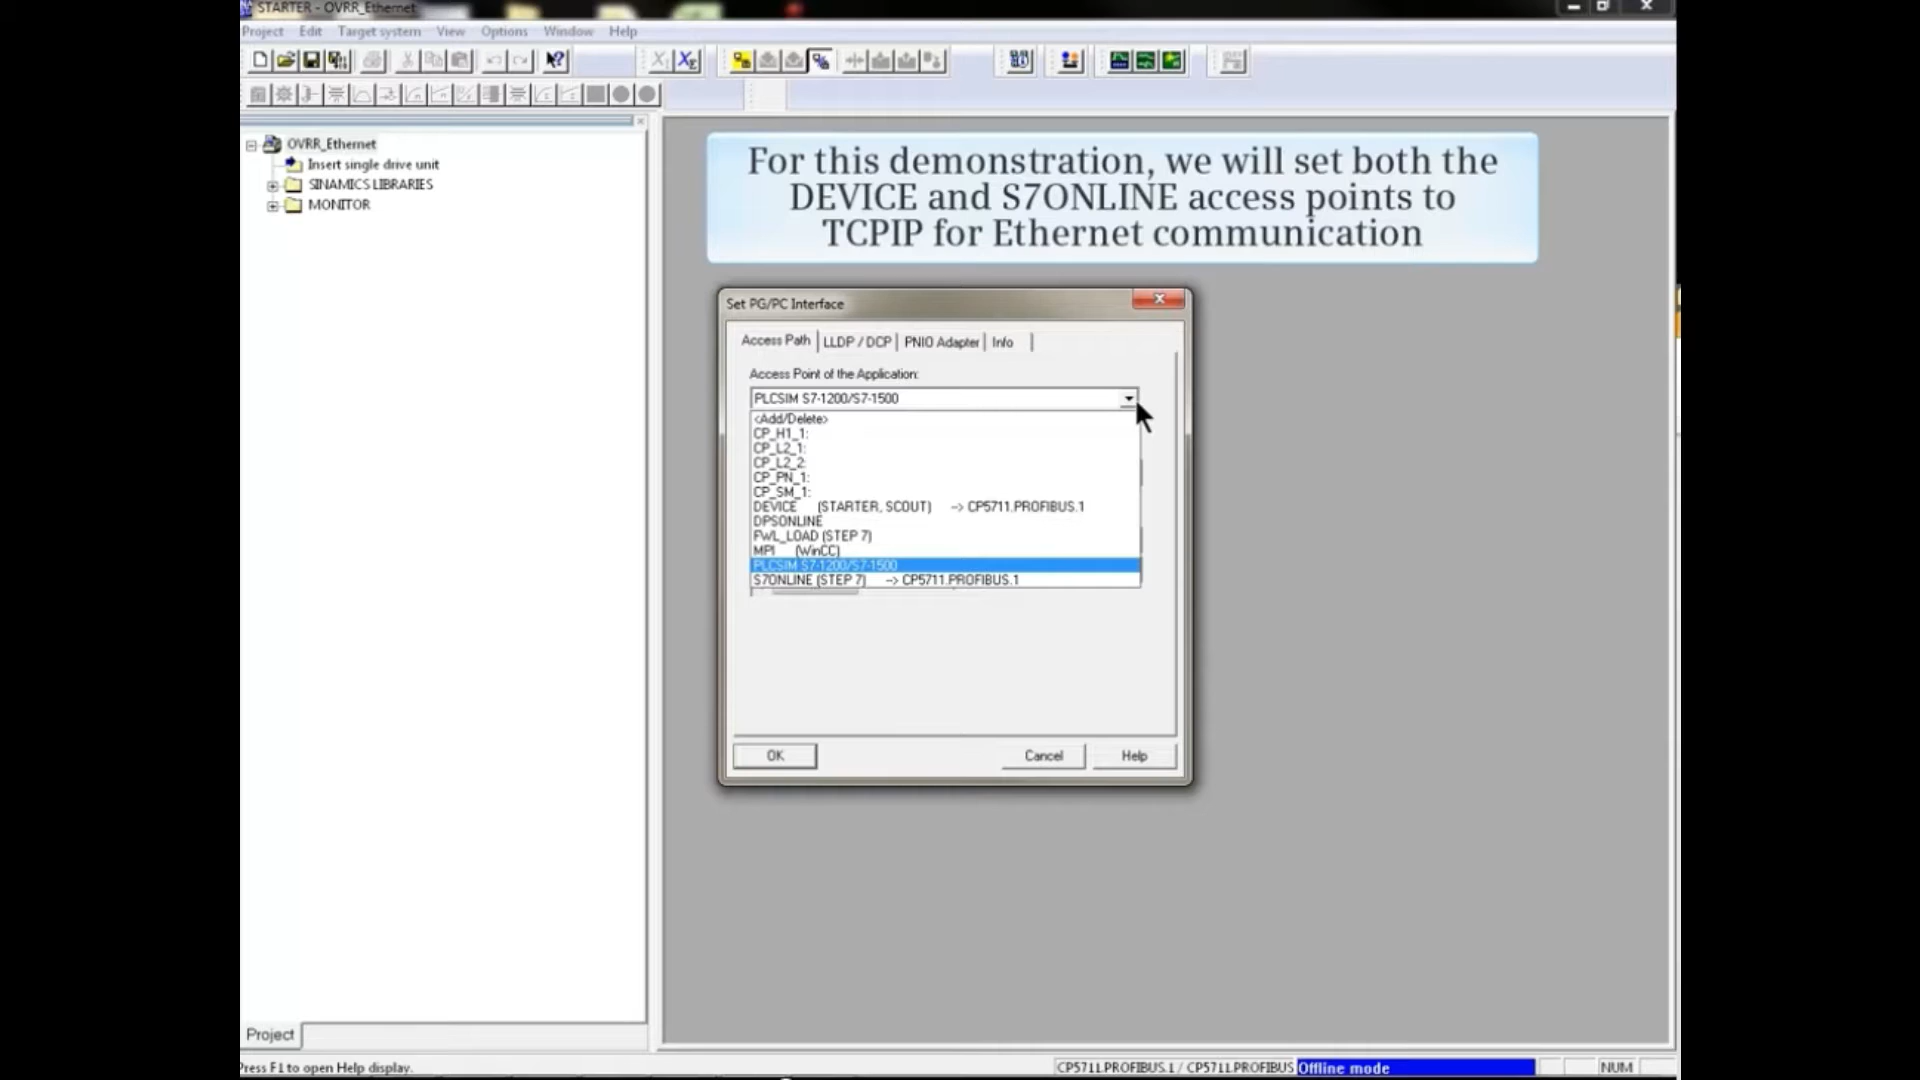 STARTER - OVRR_Ethernet
Project Edit Target system View Options Window Help
OVRR_Ethernet
Insert single drive unit
SINAMICS LIBRARIES
MONITOR
For this demonstration, we will set both the
DEVICE and S7ONLINE access points to
TCPIP for Ethernet communication
Set PG/PC Interface
Access Path LLDP / DCP PNIO Adapter Info
Access Point of the Application:
PLCSIM S7-1200/S7-1500
<Add/Delete>
CP_H1_1:
CP_L2_1:
CP_L2_2:
CP_PN_1:
CP_SM_1:
DEVICE (STARTER, SCOUT) --> CP5711.PROFIBUS.1
DPSONLINE
FWL_LOAD (STEP 7)
MPI (WinCC)
PLCSIM S7-1200/S7-1500
S7ONLINE (STEP 7) --> CP5711.PROFIBUS.1
OK Cancel Help
Project
Press F1 to open Help display.
CP5711.PROFIBUS.1 / CP5711.PROFIBUS Offline mode NUM